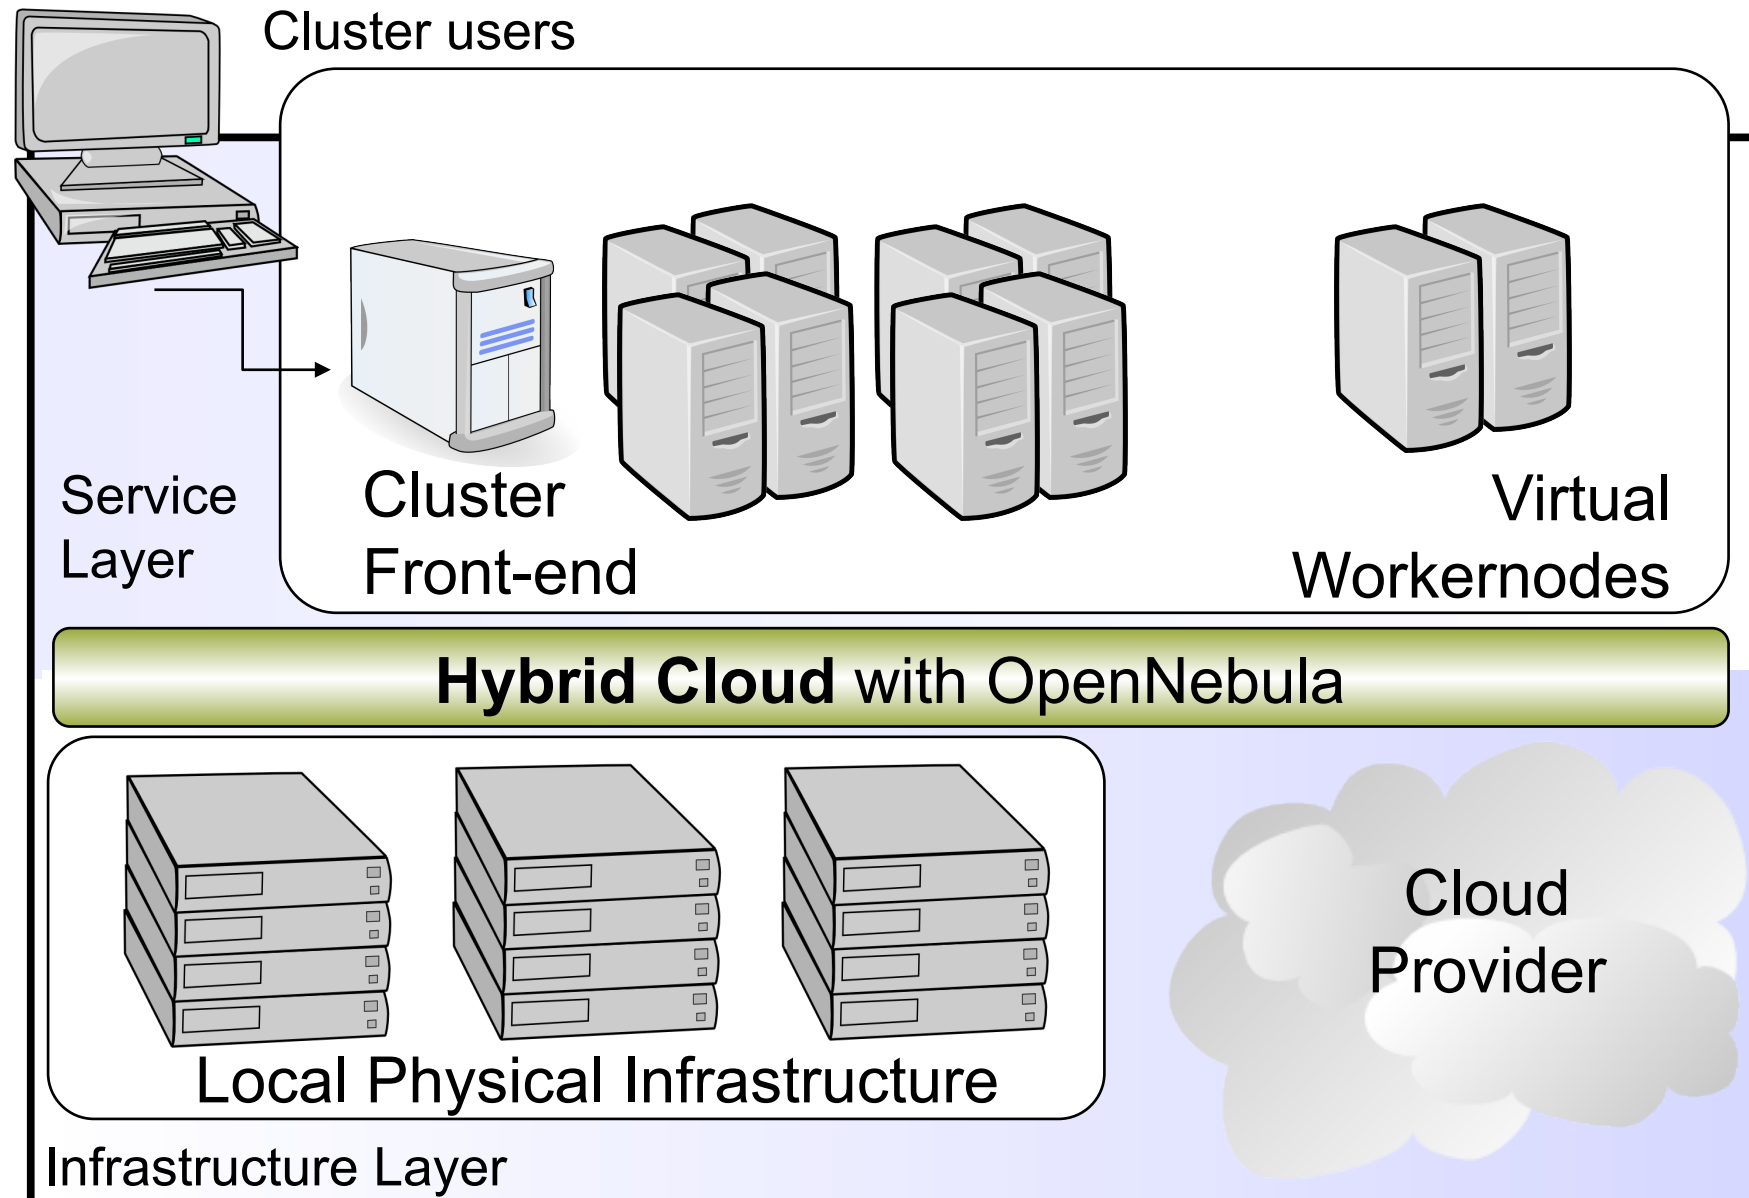 Cluster users
Service
Layer
Cluster
Front-end
Virtual
Workernodes
Hybrid Cloud with OpenNebula
Cloud
Provider
Local Physical Infrastructure
Infrastructure Layer